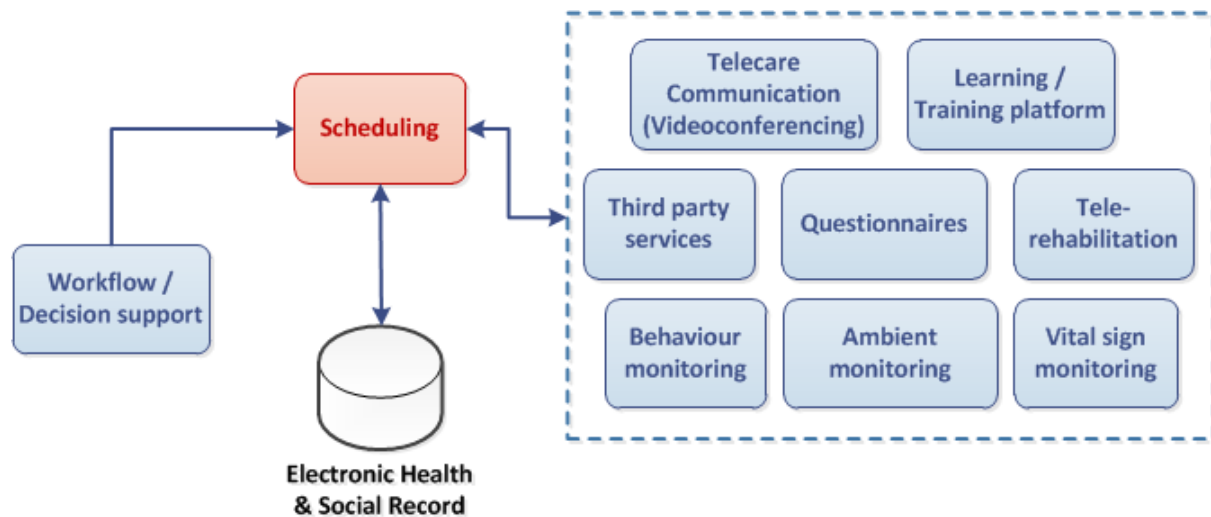 Telecare
Communication
(Videoconferencing)
Learning /
Training platform
Scheduling
Third party
services
Questionnaires
Tele-
rehabilitation
Workflow /
Decision support
Behaviour
monitoring
Ambient
monitoring
Vital sign
monitoring
Electronic Health
& Social Record